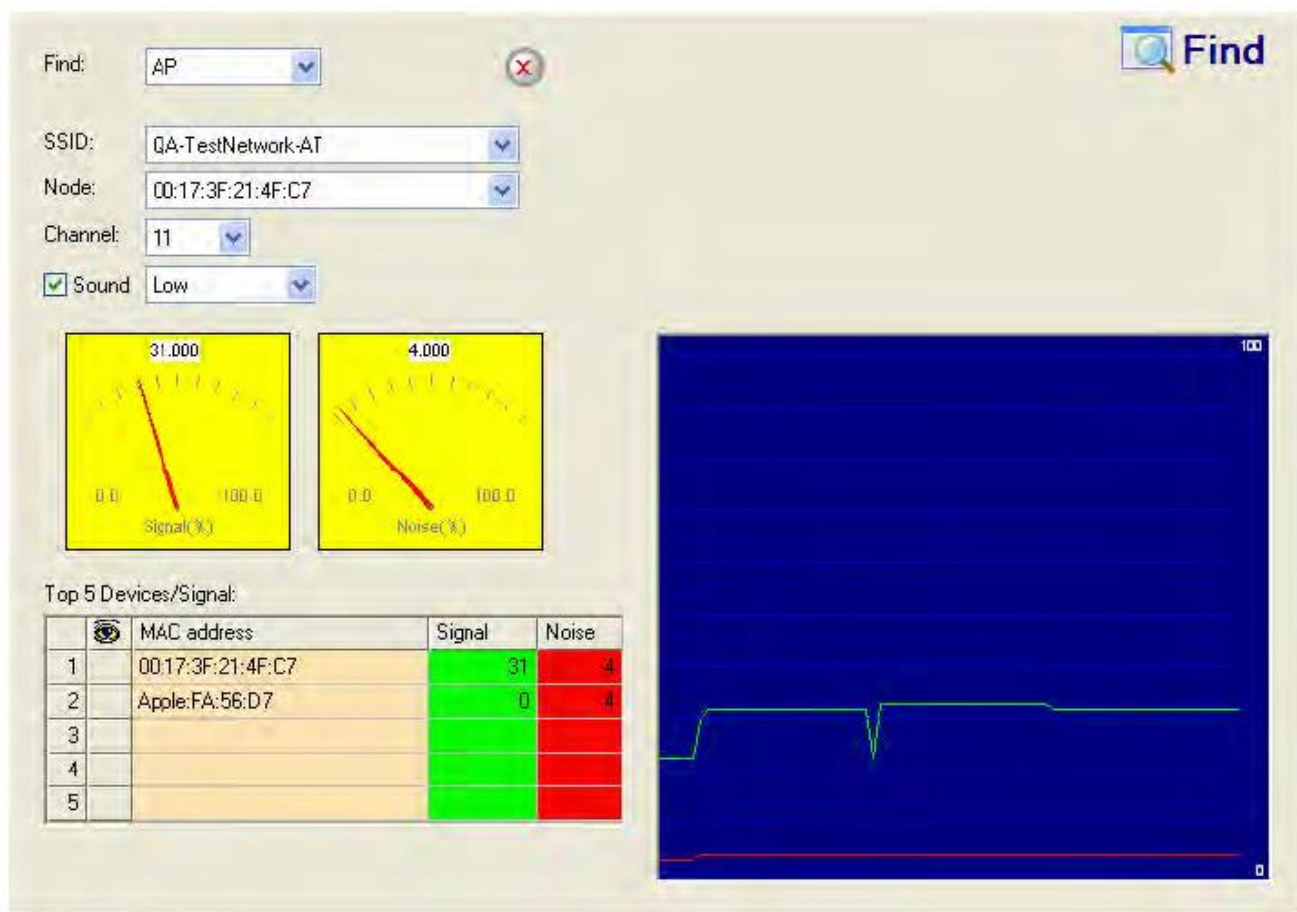 Find: AP
Find
SSID: QA-TestNetwork-AT
Node: 00:17:3F:21:4F:C7
Channel: 11
Sound Low
31.000
0.0 100.0
Signal(%)
4.000
0.0 100.0
Noise(%)
100
0
Top 5 Devices/Signal:
MAC address Signal Noise
1 00:17:3F:21:4F:C7 31 4
2 Apple:FA:56:D7 0 4
3
4
5